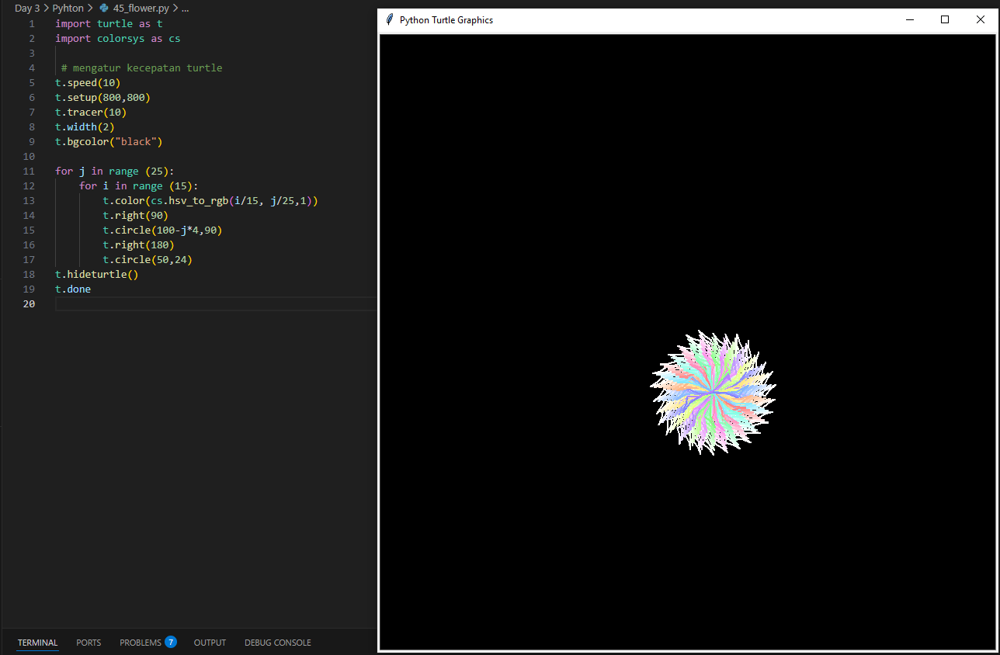 Day 3 > Pyhton > 45_flower.py > ...
1 import turtle as t
2 import colorsys as cs
3
4 # mengatur kecepatan turtle
5 t.speed(10)
6 t.setup(800,800)
7 t.tracer(10)
8 t.width(2)
9 t.bgcolor("black")
10
11 for j in range (25):
12 for i in range (15):
13 t.color(cs.hsv_to_rgb(i/15, j/25,1))
14 t.right(90)
15 t.circle(100-j*4,90)
16 t.right(180)
17 t.circle(50,24)
18 t.hideturtle()
19 t.done
20
TERMINAL PORTS PROBLEMS 7 OUTPUT DEBUG CONSOLE
Python Turtle Graphics